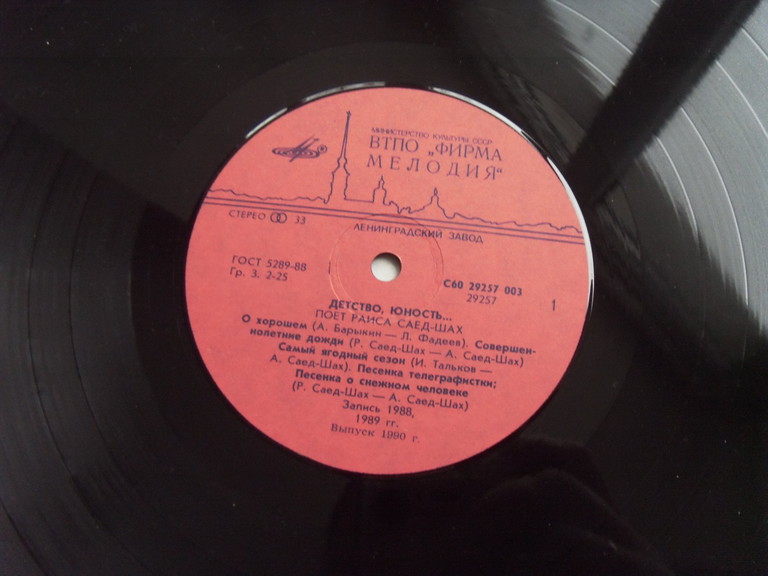 МИНИСТЕРСТВО КУЛЬТУРЫ СССР
ВТПО „ФИРМА
МЕЛОДИЯ“
СТЕРЕО 33
ЛЕНИНГРАДСКИЙ ЗАВОД
ГОСТ 5289-88
Гр. 3. 2-25
С60 29257 003
29257
1
ДЕТСТВО, ЮНОСТЬ...
ПОЕТ РАИСА САЕД-ШАХ
О хорошем (А. Барыкин — Л. Фадеев). Совершен-
нолетние дожди (Р. Саед-Шах — А. Саед-Шах)
Самый ягодный сезон (И. Тальков —
А. Саед-Шах). Песенка телеграфистки;
Песенка о снежном человеке
(Р. Саед-Шах — А. Саед-Шах)
Запись 1988,
1989 гг.
Выпуск 1990 г.